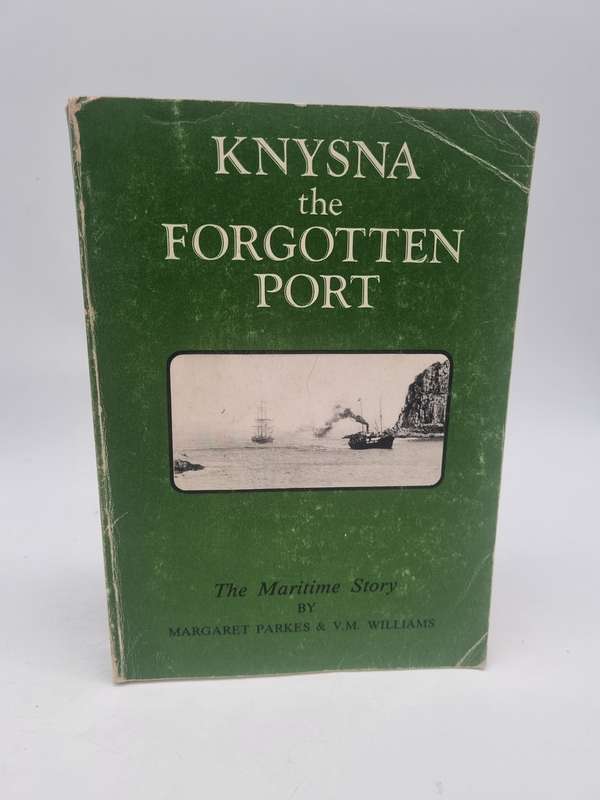 KNYSNA
the
FORGOTTEN
PORT
The Maritime Story
BY
MARGARET PARKES & V.M. WILLIAMS